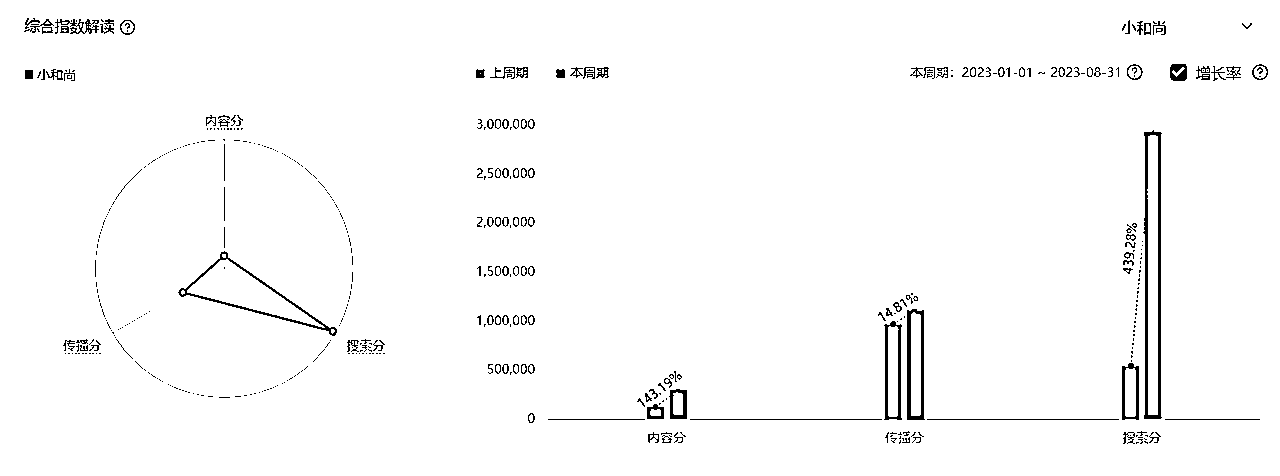 综合指数解读
小和尚
小和尚
上周期 本周期
本周期：2023-01-01 ~ 2023-08-31 增长率
内容分
传播分
搜索分
3,000,000
2,500,000
2,000,000
1,500,000
1,000,000
500,000
0
143.19%
14.81%
439.28%
内容分 传播分 搜索分